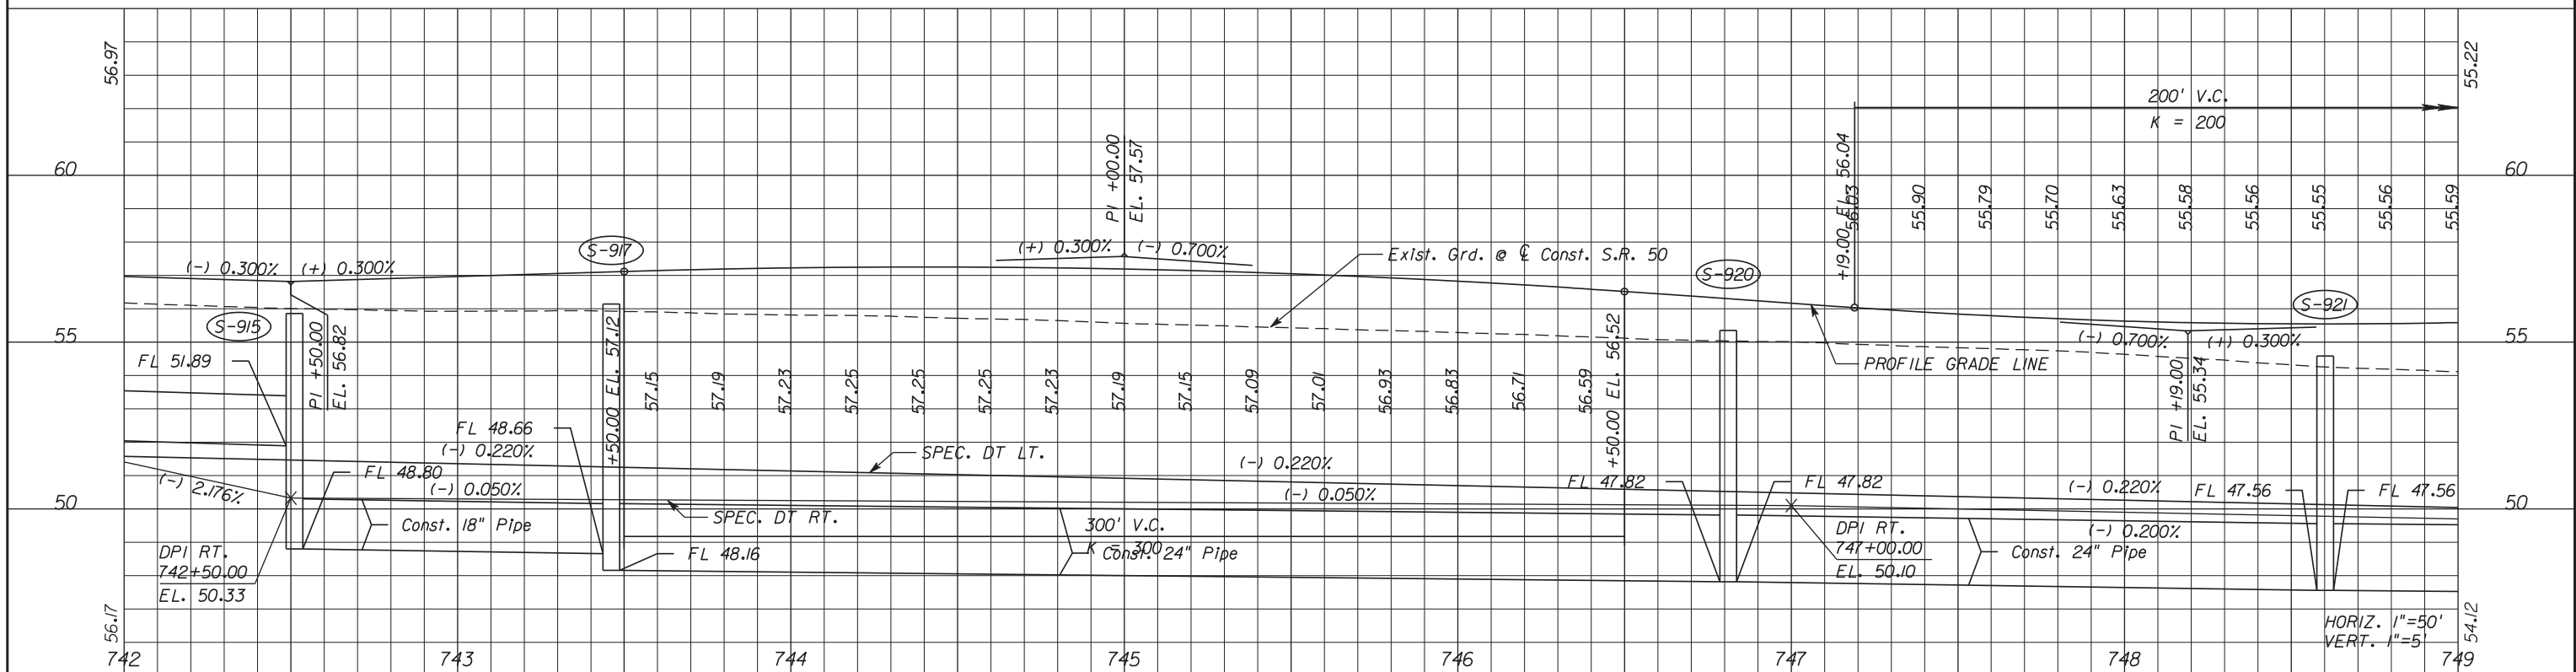 56.97
55.22
200' V.C.
K = 200
PI +00.00
EL. 57.57
+19.00 EL. 56.04
60
60
56.03
55.90
55.79
55.70
55.63
55.58
55.56
55.55
55.56
55.59
S-917
(+) 0.300%
(-) 0.700%
Exist. Grd. @ ℄ Const. S.R. 50
(-) 0.300%
(+) 0.300%
S-920
S-915
S-921
PI +50.00
EL. 56.82
+50.00 EL. 57.12
+50.00 EL. 56.52
55
55
(-) 0.700%
(+) 0.300%
PROFILE GRADE LINE
PI +19.00
EL. 55.34
FL 51.89
57.15
57.19
57.23
57.25
57.25
57.25
57.23
57.19
57.15
57.09
57.01
56.93
56.83
56.71
56.59
FL 48.66
(-) 0.220%
SPEC. DT LT.
(-) 0.220%
FL 48.80
(-) 2.176%
(-) 0.050%
(-) 0.050%
FL 47.82
FL 47.82
(-) 0.220%
FL 47.56
FL 47.56
50
50
Const. 18" Pipe
SPEC. DT RT.
300' V.C.
K = 300
Const. 24" Pipe
FL 48.16
DPI RT.
742+50.00
EL. 50.33
DPI RT.
747+00.00
EL. 50.10
(-) 0.200%
Const. 24" Pipe
56.17
54.12
HORIZ. 1"=50'
VERT. 1"=5'
742
743
744
745
746
747
748
749